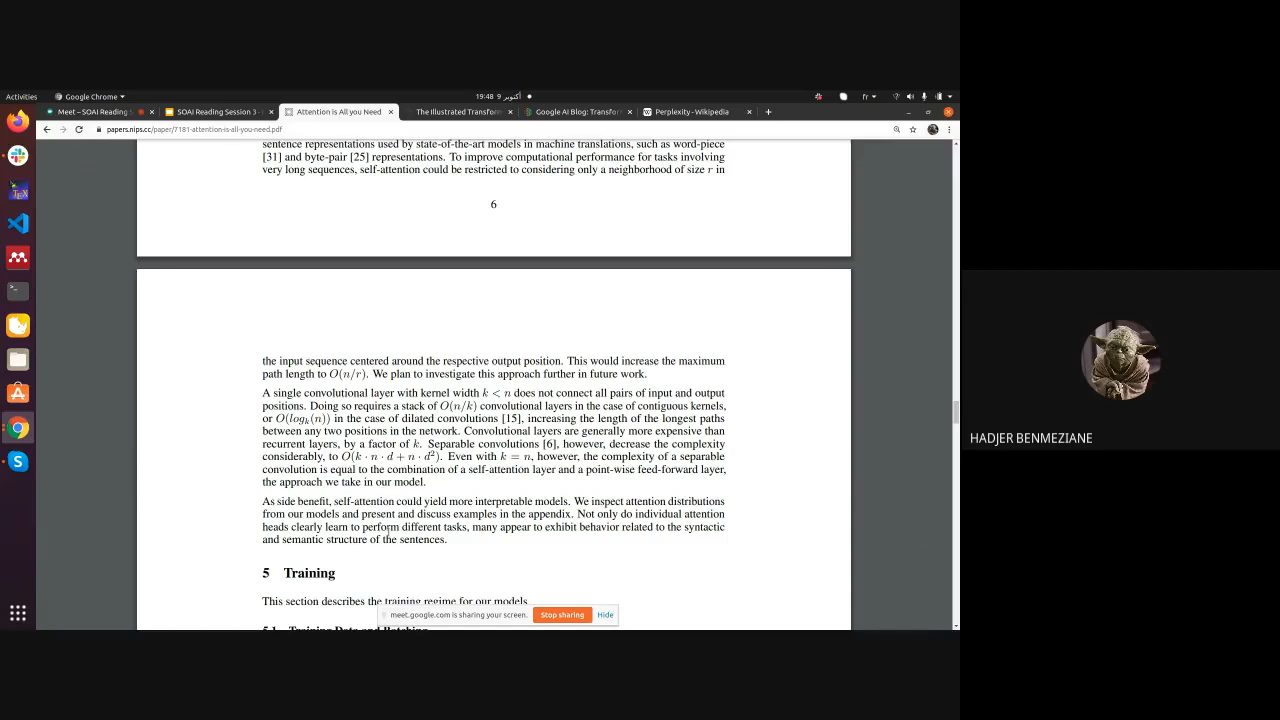 Activities
Google Chrome
19:48 9 أكتوبر
fr
Meet – SOAI Reading S
SOAI Reading Session 3 -
Attention is All you Need
The Illustrated Transform
Google AI Blog: Transfor
Perplexity - Wikipedia
papers.nips.cc/paper/7181-attention-is-all-you-need.pdf
sentence representations used by state-of-the-art models in machine translations, such as word-piece
[31] and byte-pair [25] representations. To improve computational performance for tasks involving
very long sequences, self-attention could be restricted to considering only a neighborhood of size r in
6
the input sequence centered around the respective output position. This would increase the maximum
path length to O(n/r). We plan to investigate this approach further in future work.
A single convolutional layer with kernel width k < n does not connect all pairs of input and output
positions. Doing so requires a stack of O(n/k) convolutional layers in the case of contiguous kernels,
or O(log_k(n)) in the case of dilated convolutions [15], increasing the length of the longest paths
between any two positions in the network. Convolutional layers are generally more expensive than
recurrent layers, by a factor of k. Separable convolutions [6], however, decrease the complexity
considerably, to O(k · n · d + n · d²). Even with k = n, however, the complexity of a separable
convolution is equal to the combination of a self-attention layer and a point-wise feed-forward layer,
the approach we take in our model.
As side benefit, self-attention could yield more interpretable models. We inspect attention distributions
from our models and present and discuss examples in the appendix. Not only do individual attention
heads clearly learn to perform different tasks, many appear to exhibit behavior related to the syntactic
and semantic structure of the sentences.
5 Training
This section describes the training regime for our models.
meet.google.com is sharing your screen.
Stop sharing
Hide
5.1 Training Data and Batching
HADJER BENMEZIANE